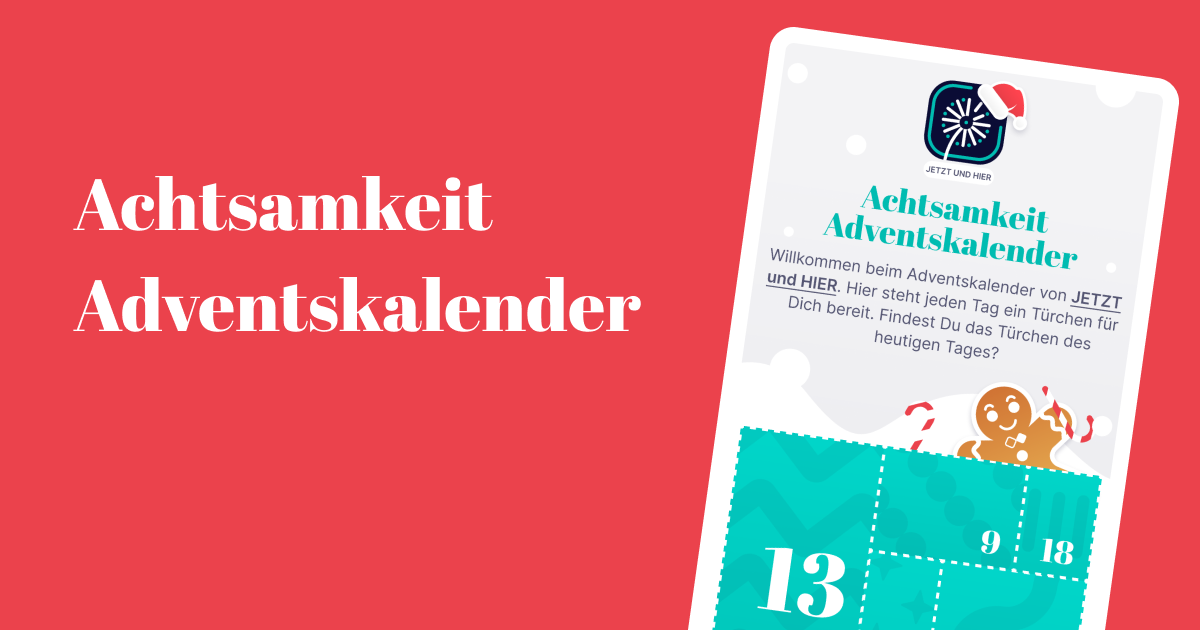 Achtsamkeit
Adventskalender
JETZT UND HIER
Achtsamkeit
Adventskalender
Willkommen beim Adventskalender von JETZT
und HIER. Hier steht jeden Tag ein Türchen für
Dich bereit. Findest Du das Türchen des
heutigen Tages?
9
18
13